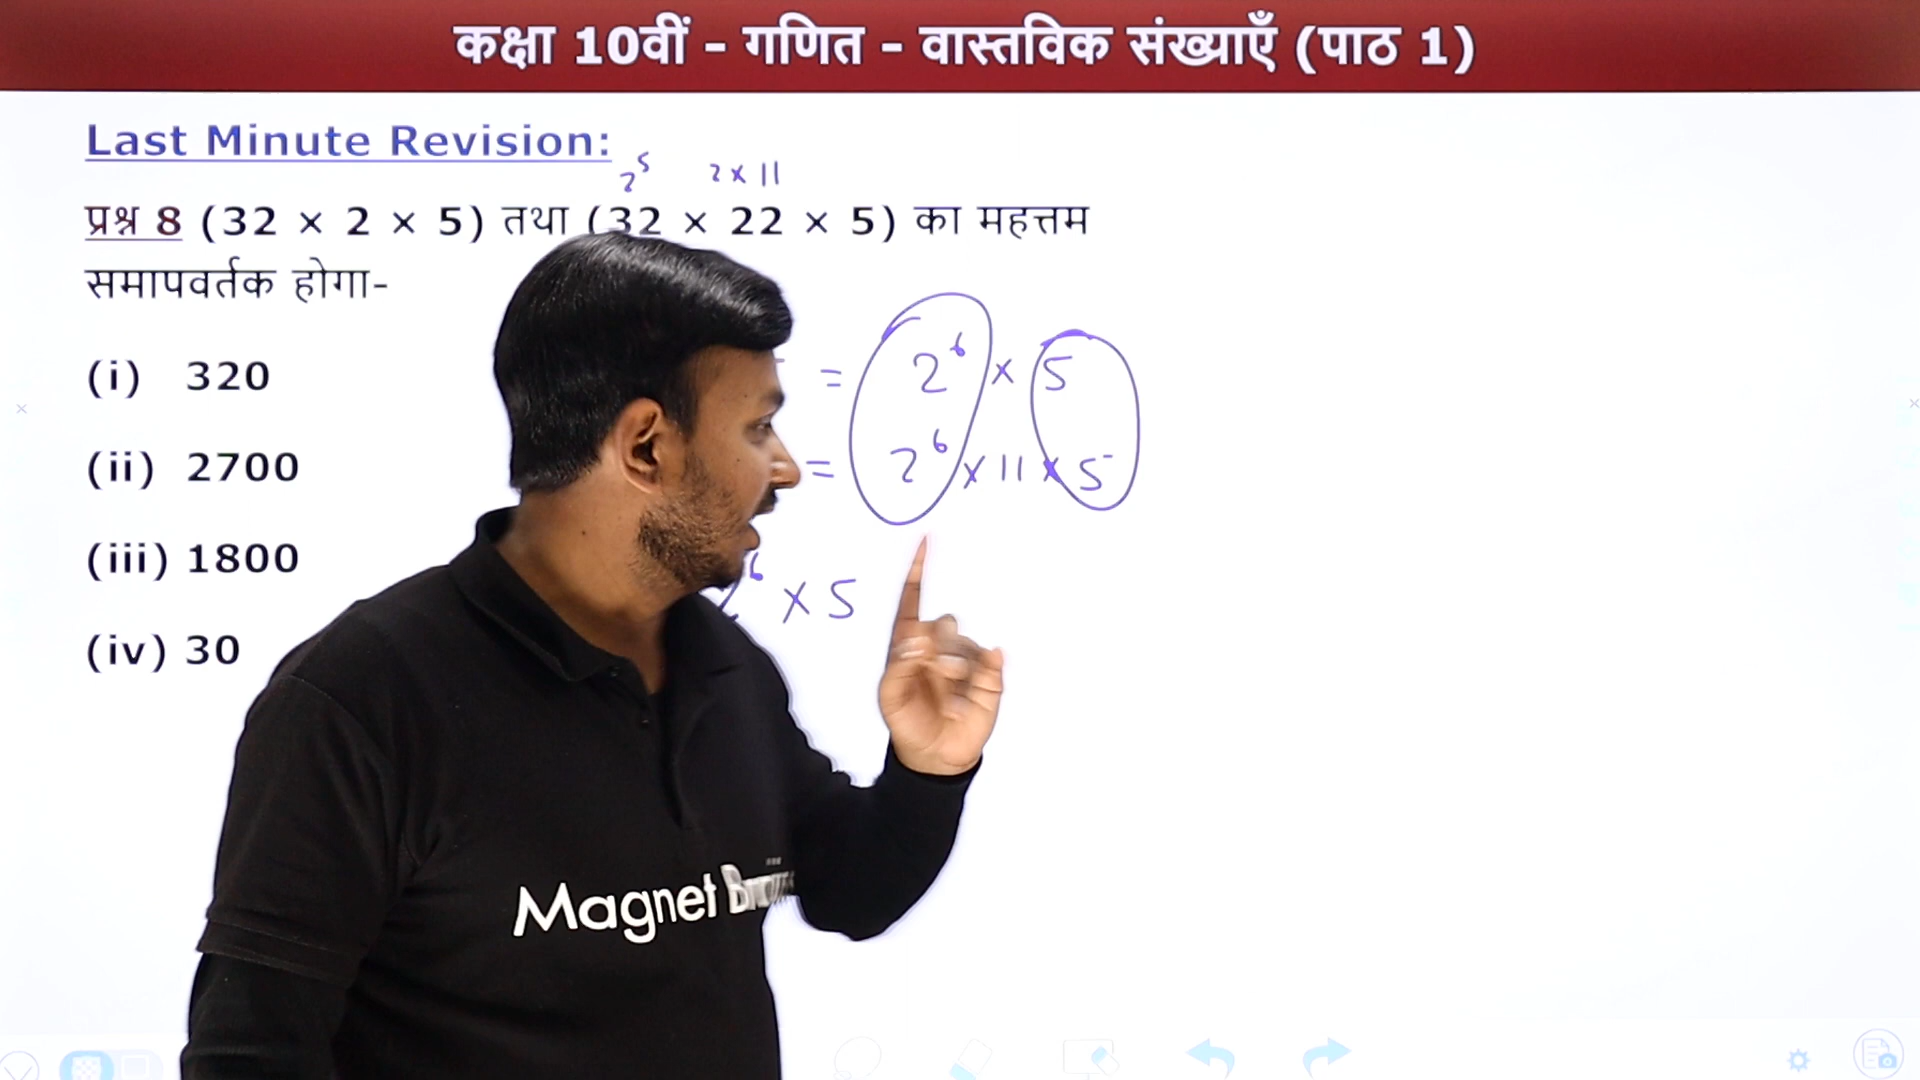 कक्षा 10वीं - गणित - वास्तविक संख्याएँ (पाठ 1)
Last Minute Revision:
2⁵ 2 × 11
प्रश्न 8 (32 × 2 × 5) तथा (32 × 22 × 5) का महत्तम
समापवर्तक होगा-
(i) 320
= 2⁶ × 5
(ii) 2700
= 2⁶ × 11 × 5
(iii) 1800
2⁶ × 5
(iv) 30
Magnet